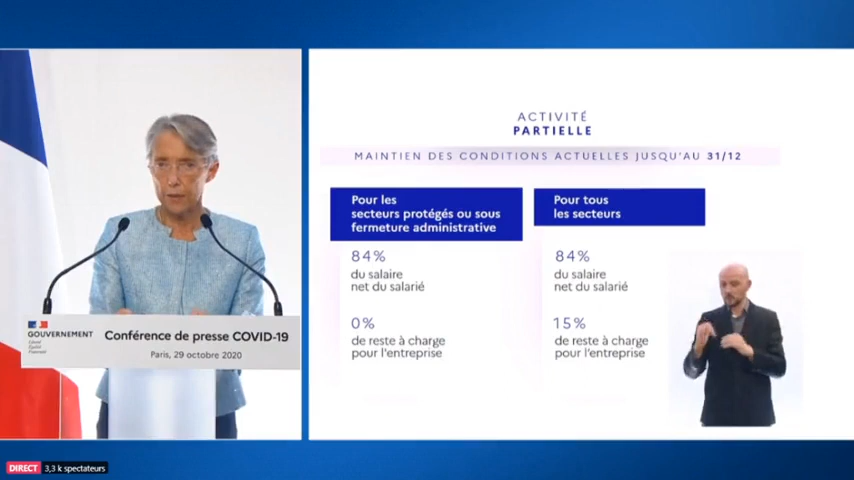 ACTIVITÉ
PARTIELLE
MAINTIEN DES CONDITIONS ACTUELLES JUSQU'AU 31/12
Pour les
secteurs protégés ou sous
fermeture administrative
84%
du salaire
net du salarié
0%
de reste à charge
pour l'entreprise
Pour tous
les secteurs
84%
du salaire
net du salarié
15%
de reste à charge
pour l'entreprise
GOUVERNEMENT
Liberté
Égalité
Fraternité
Conférence de presse COVID-19
Paris, 29 octobre 2020
DIRECT 3,3 k spectateurs